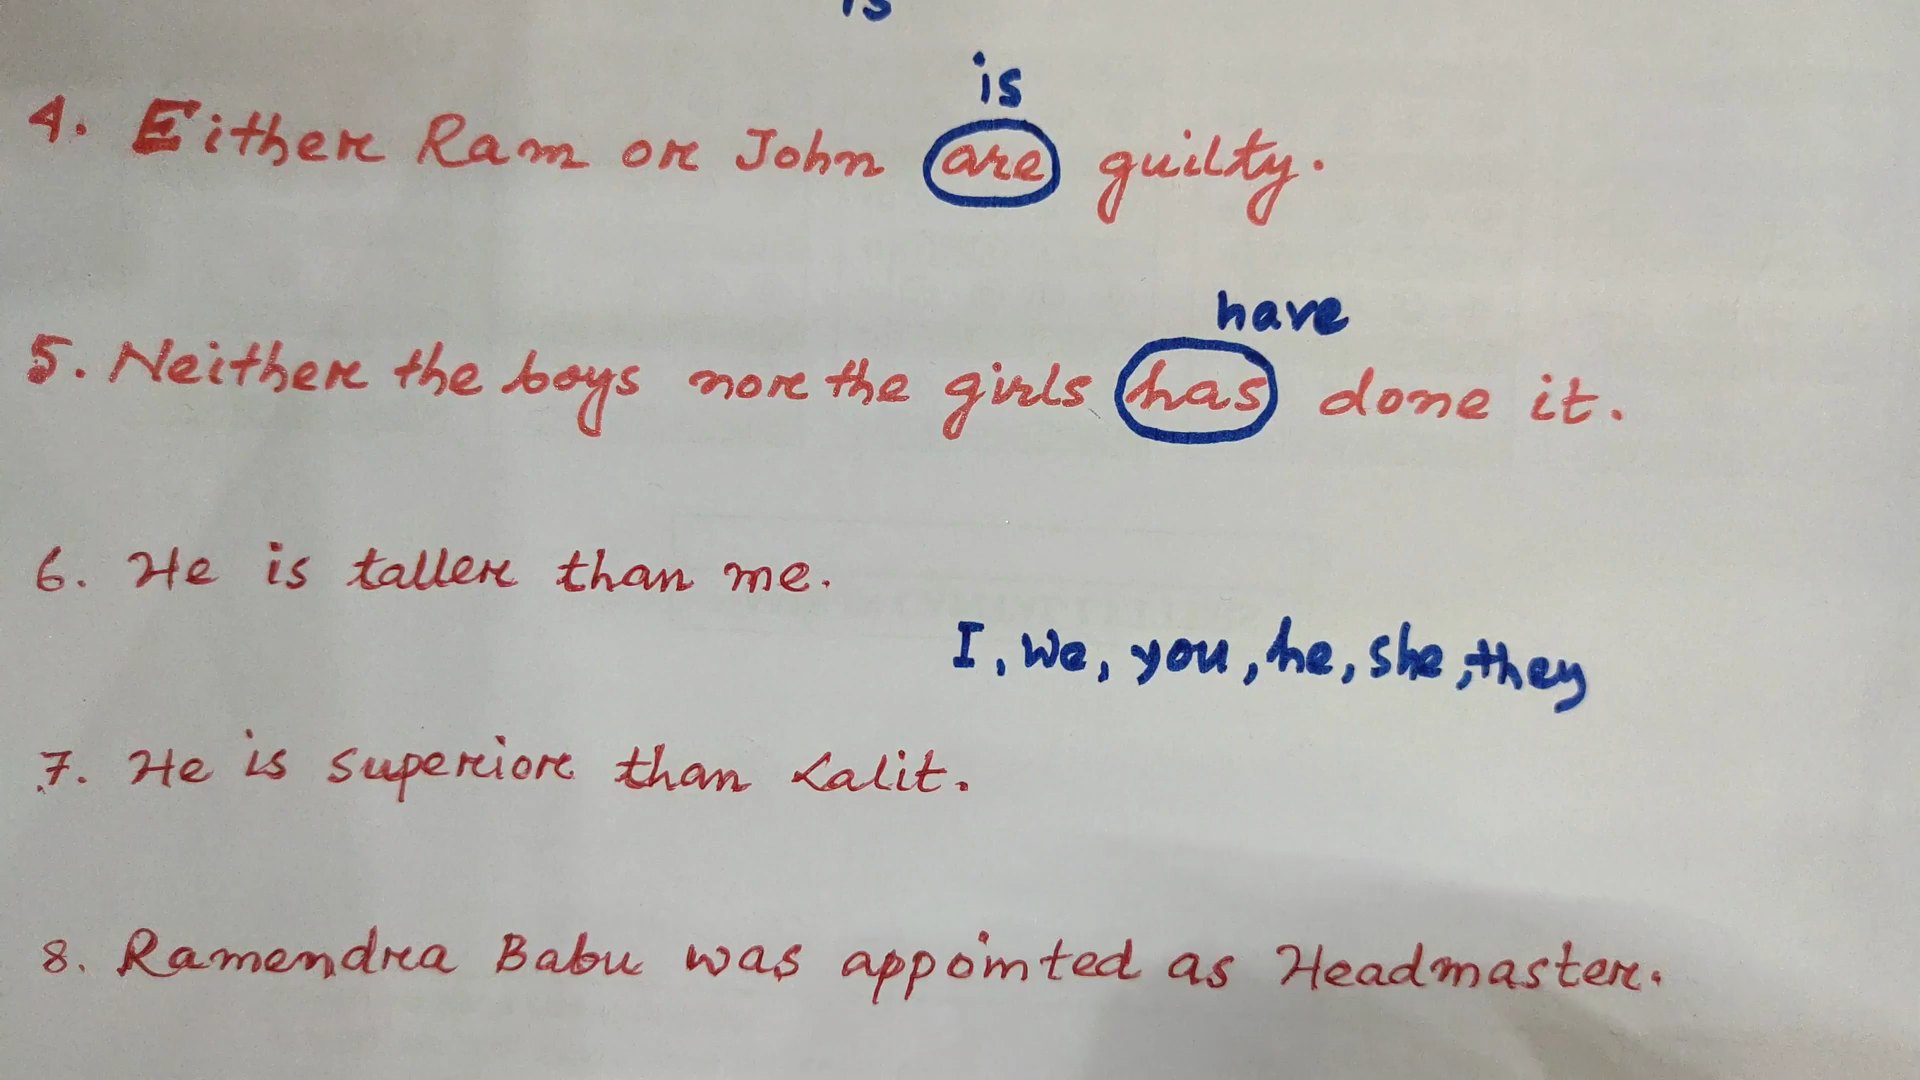 is
is
4. Either Ram or John are guilty.
have
5. Neither the boys nor the girls has done it.
6. He is taller than me.
I, we, you, he, she, they
7. He is superior than Lalit.
8. Ramendra Babu was appointed as Headmaster.